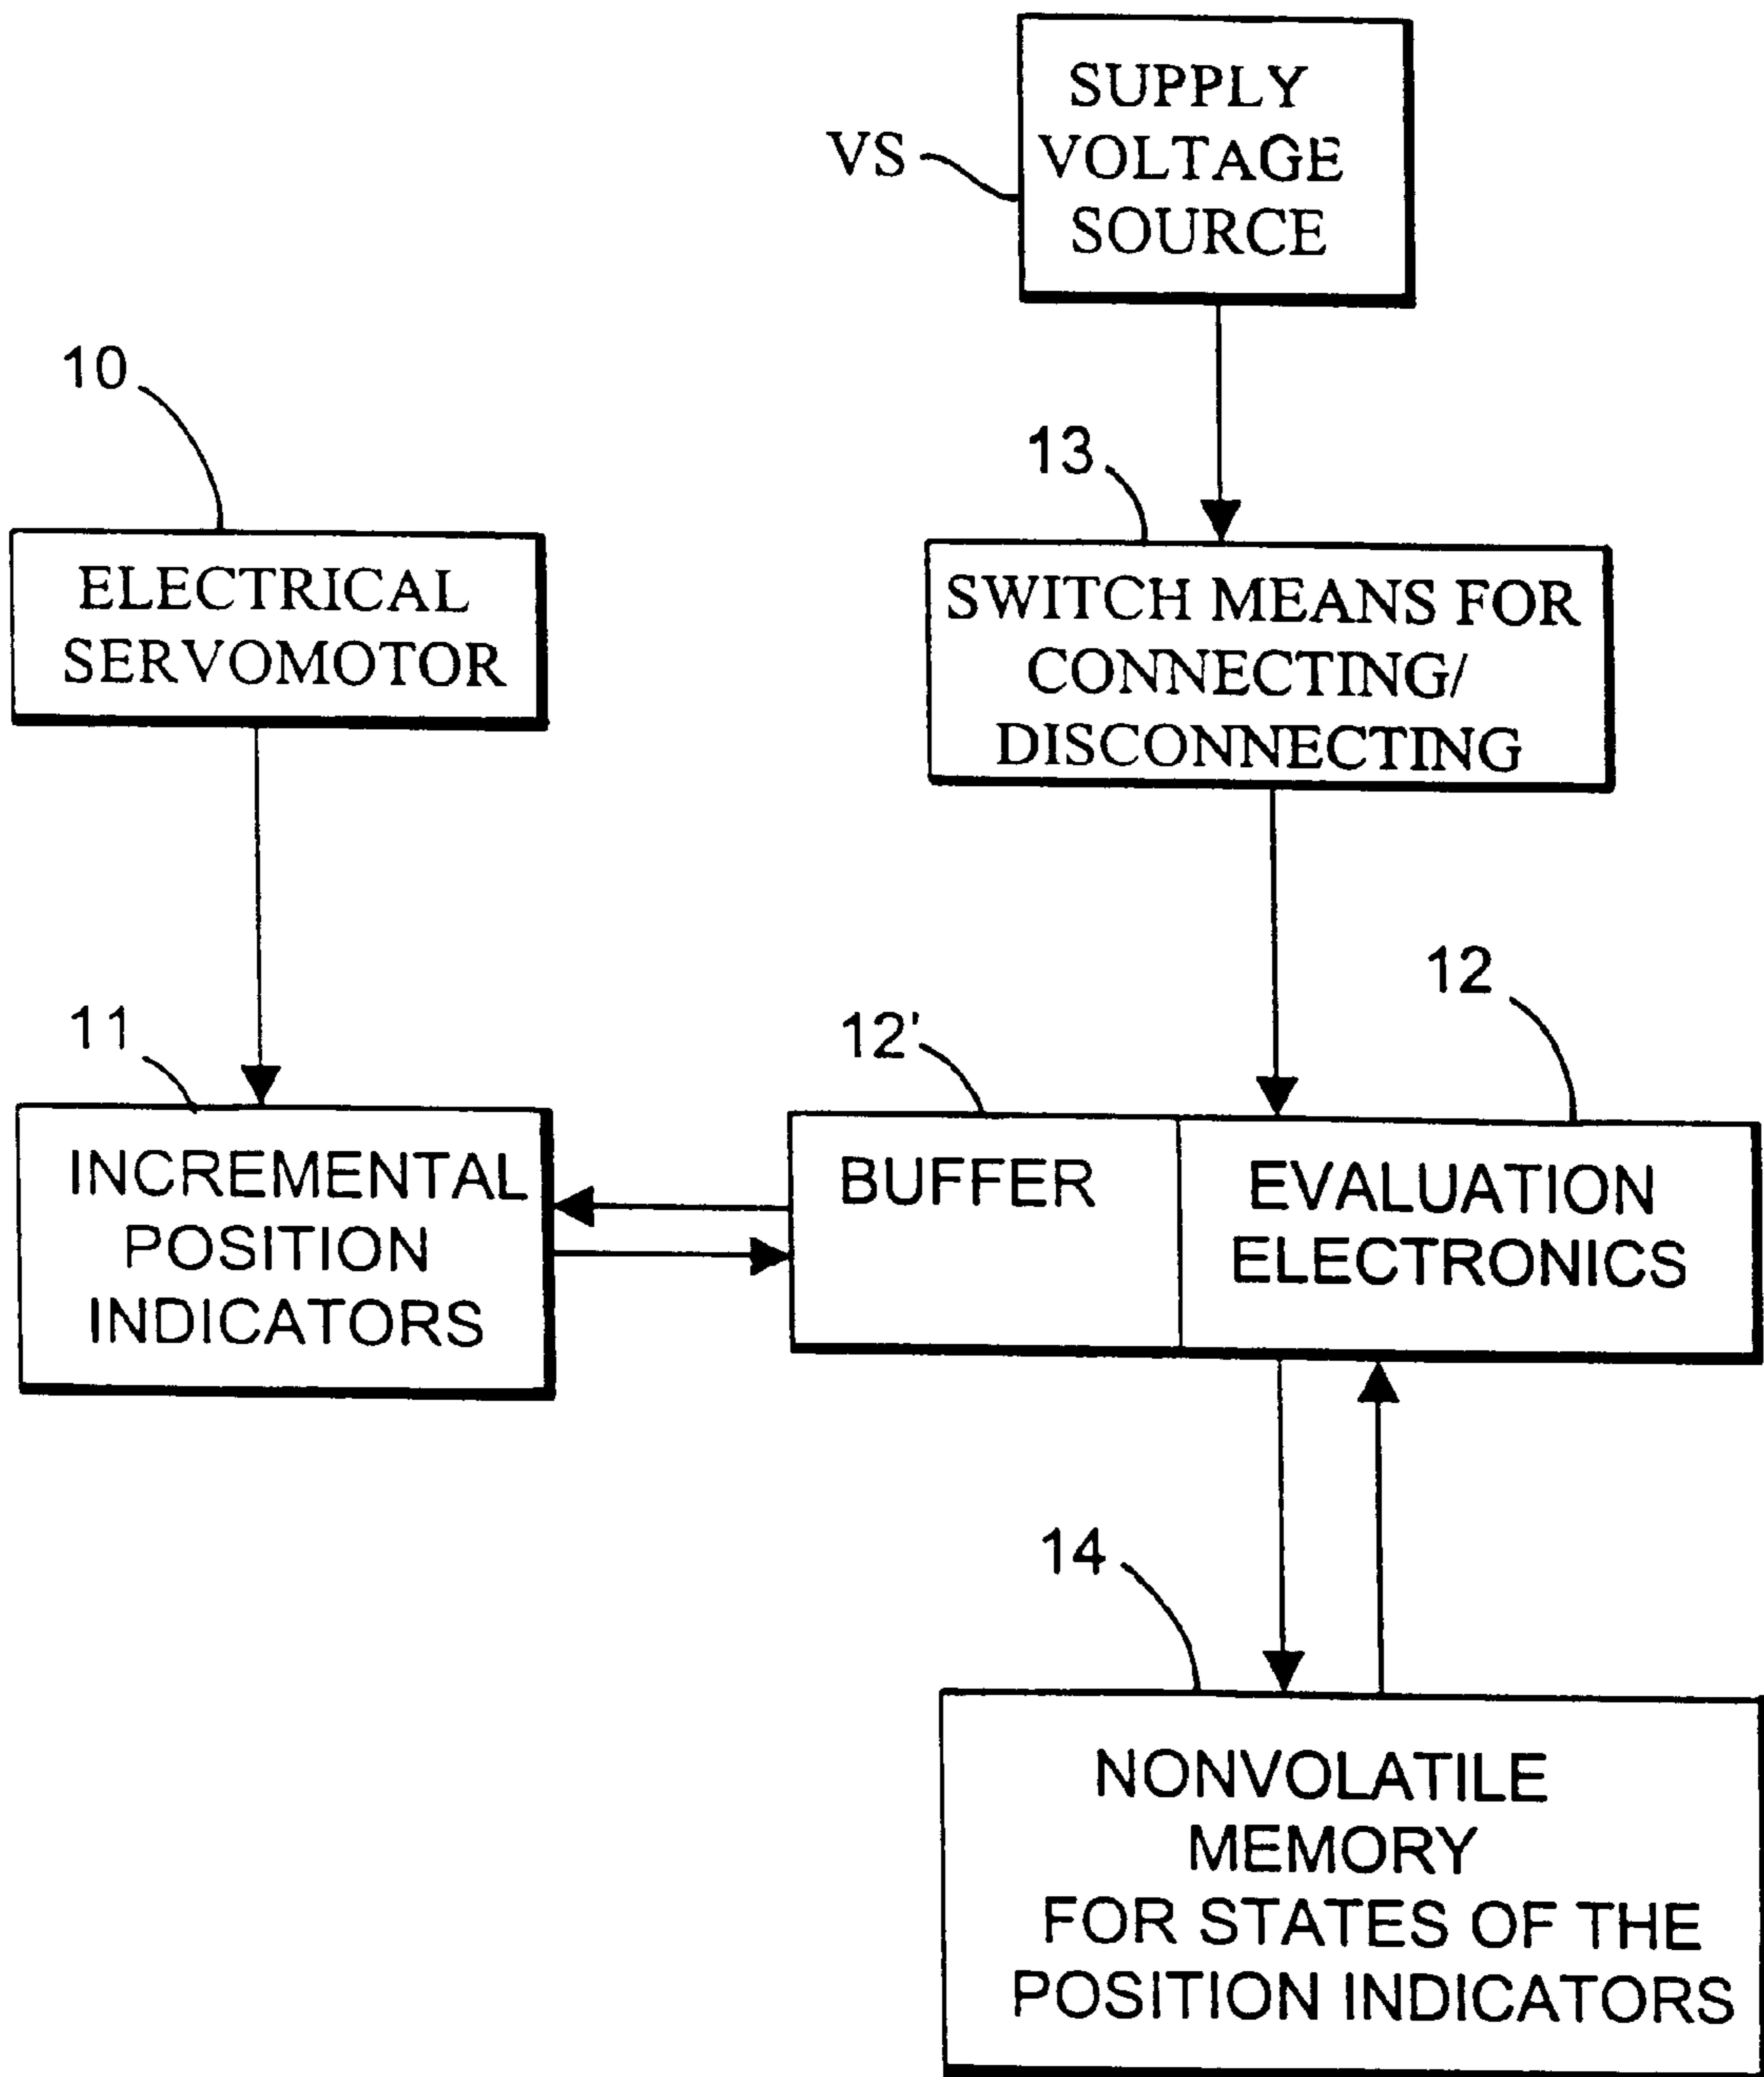 SUPPLY
VOLTAGE
SOURCE
VS
10
13
ELECTRICAL
SERVOMOTOR
SWITCH MEANS FOR
CONNECTING/
DISCONNECTING
11
12'
12
INCREMENTAL
POSITION
INDICATORS
BUFFER
EVALUATION
ELECTRONICS
14
NONVOLATILE
MEMORY
FOR STATES OF THE
POSITION INDICATORS